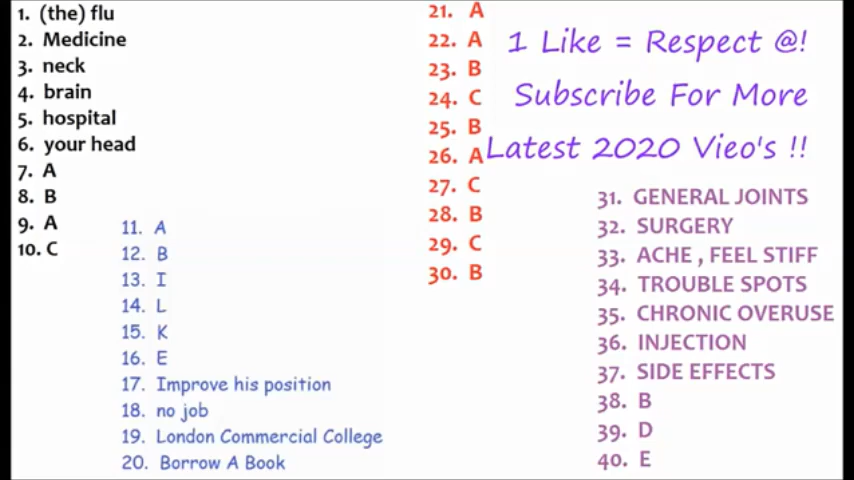 1. (the) flu
2. Medicine
3. neck
4. brain
5. hospital
6. your head
7. A
8. B
9. A
10. C
11. A
12. B
13. I
14. L
15. K
16. E
17. Improve his position
18. no job
19. London Commercial College
20. Borrow A Book
21. A
22. A
23. B
24. C
25. B
26. A
27. C
28. B
29. C
30. B
1 Like = Respect @!
Subscribe For More
Latest 2020 Vieo's !!
31. GENERAL JOINTS
32. SURGERY
33. ACHE , FEEL STIFF
34. TROUBLE SPOTS
35. CHRONIC OVERUSE
36. INJECTION
37. SIDE EFFECTS
38. B
39. D
40. E